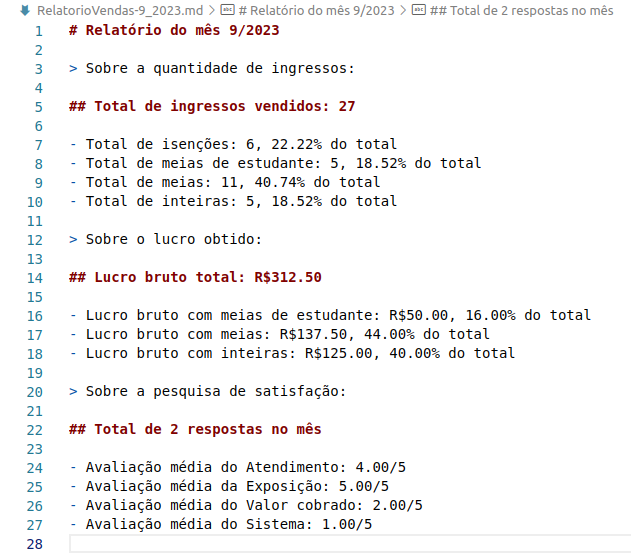 RelatorioVendas-9_2023.md > # Relatório do mês 9/2023 > ## Total de 2 respostas no mês
1 # Relatório do mês 9/2023
2
3 > Sobre a quantidade de ingressos:
4
5 ## Total de ingressos vendidos: 27
6
7 - Total de isenções: 6, 22.22% do total
8 - Total de meias de estudante: 5, 18.52% do total
9 - Total de meias: 11, 40.74% do total
10 - Total de inteiras: 5, 18.52% do total
11
12 > Sobre o lucro obtido:
13
14 ## Lucro bruto total: R$312.50
15
16 - Lucro bruto com meias de estudante: R$50.00, 16.00% do total
17 - Lucro bruto com meias: R$137.50, 44.00% do total
18 - Lucro bruto com inteiras: R$125.00, 40.00% do total
19
20 > Sobre a pesquisa de satisfação:
21
22 ## Total de 2 respostas no mês
23
24 - Avaliação média do Atendimento: 4.00/5
25 - Avaliação média da Exposição: 5.00/5
26 - Avaliação média do Valor cobrado: 2.00/5
27 - Avaliação média do Sistema: 1.00/5
28